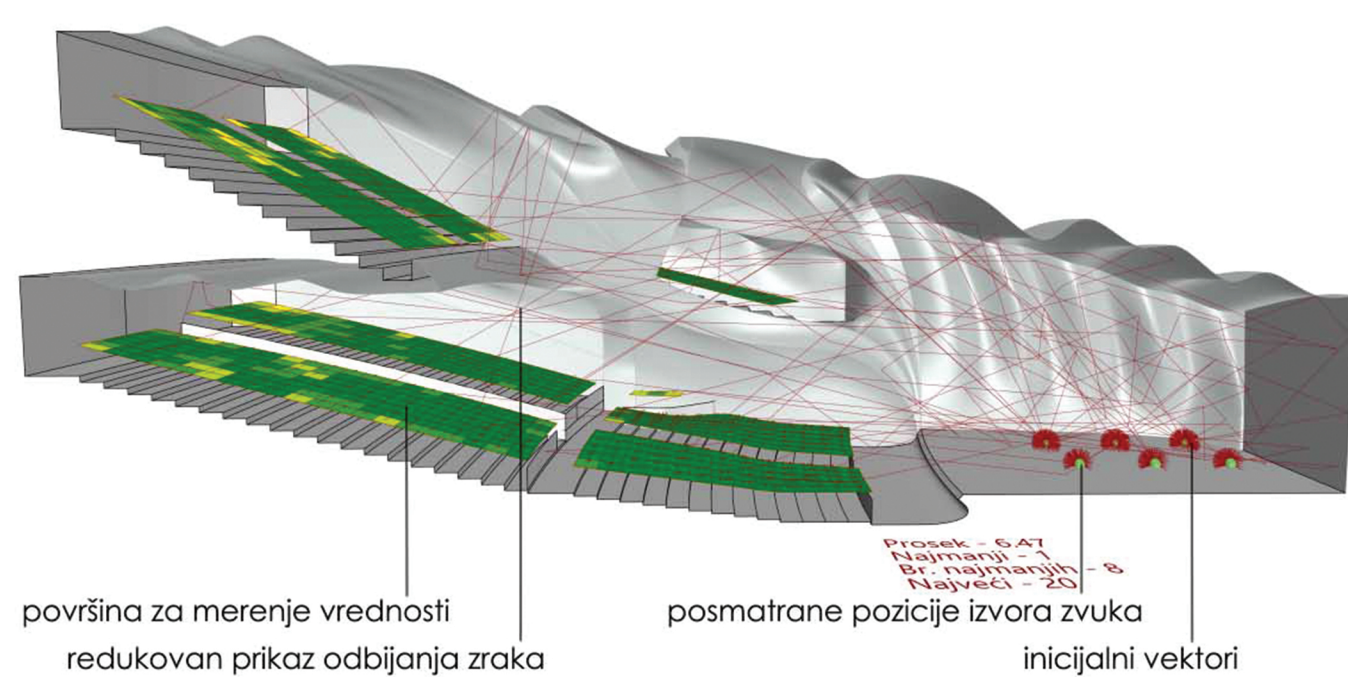 Prosek - 6.47
Najmanji - 1
Br. najmanjih - 8
Najveći - 20
površina za merenje vrednosti
posmatrane pozicije izvora zvuka
redukovan prikaz odbijanja zraka
inicijalni vektori